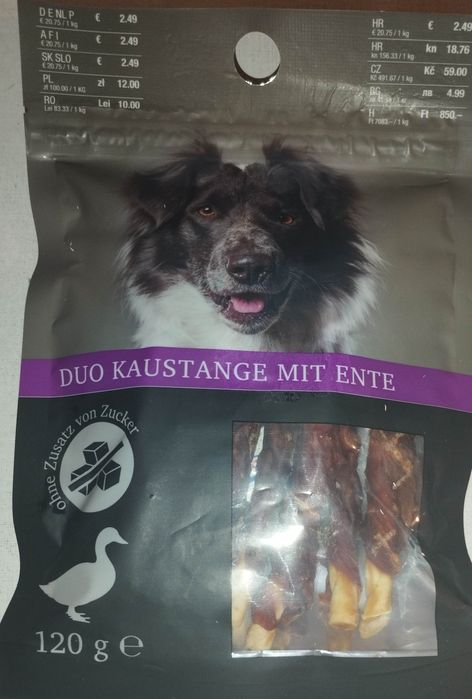 D E NL P € 2.49
€ 20.75 / 1 kg
A F I € 2.49
€ 20.75 / 1 kg
SK SLO € 2.49
€ 20.75 / 1 kg
PL zł 12.00
zł 100.00 / 1 kg
RO Lei 10.00
Lei 83.33 / 1 kg
HR € 2.49
€ 20.75 / 1 kg
HR kn 18.76
kn 156.33 / 1 kg
CZ Kč 59.00
Kč 491.67 / 1 kg
BG лв 4.99
H Ft 850.-
Ft 7083.- / 1 kg
DUO KAUSTANGE MIT ENTE
ohne Zusatz von Zucker
120 g ℮